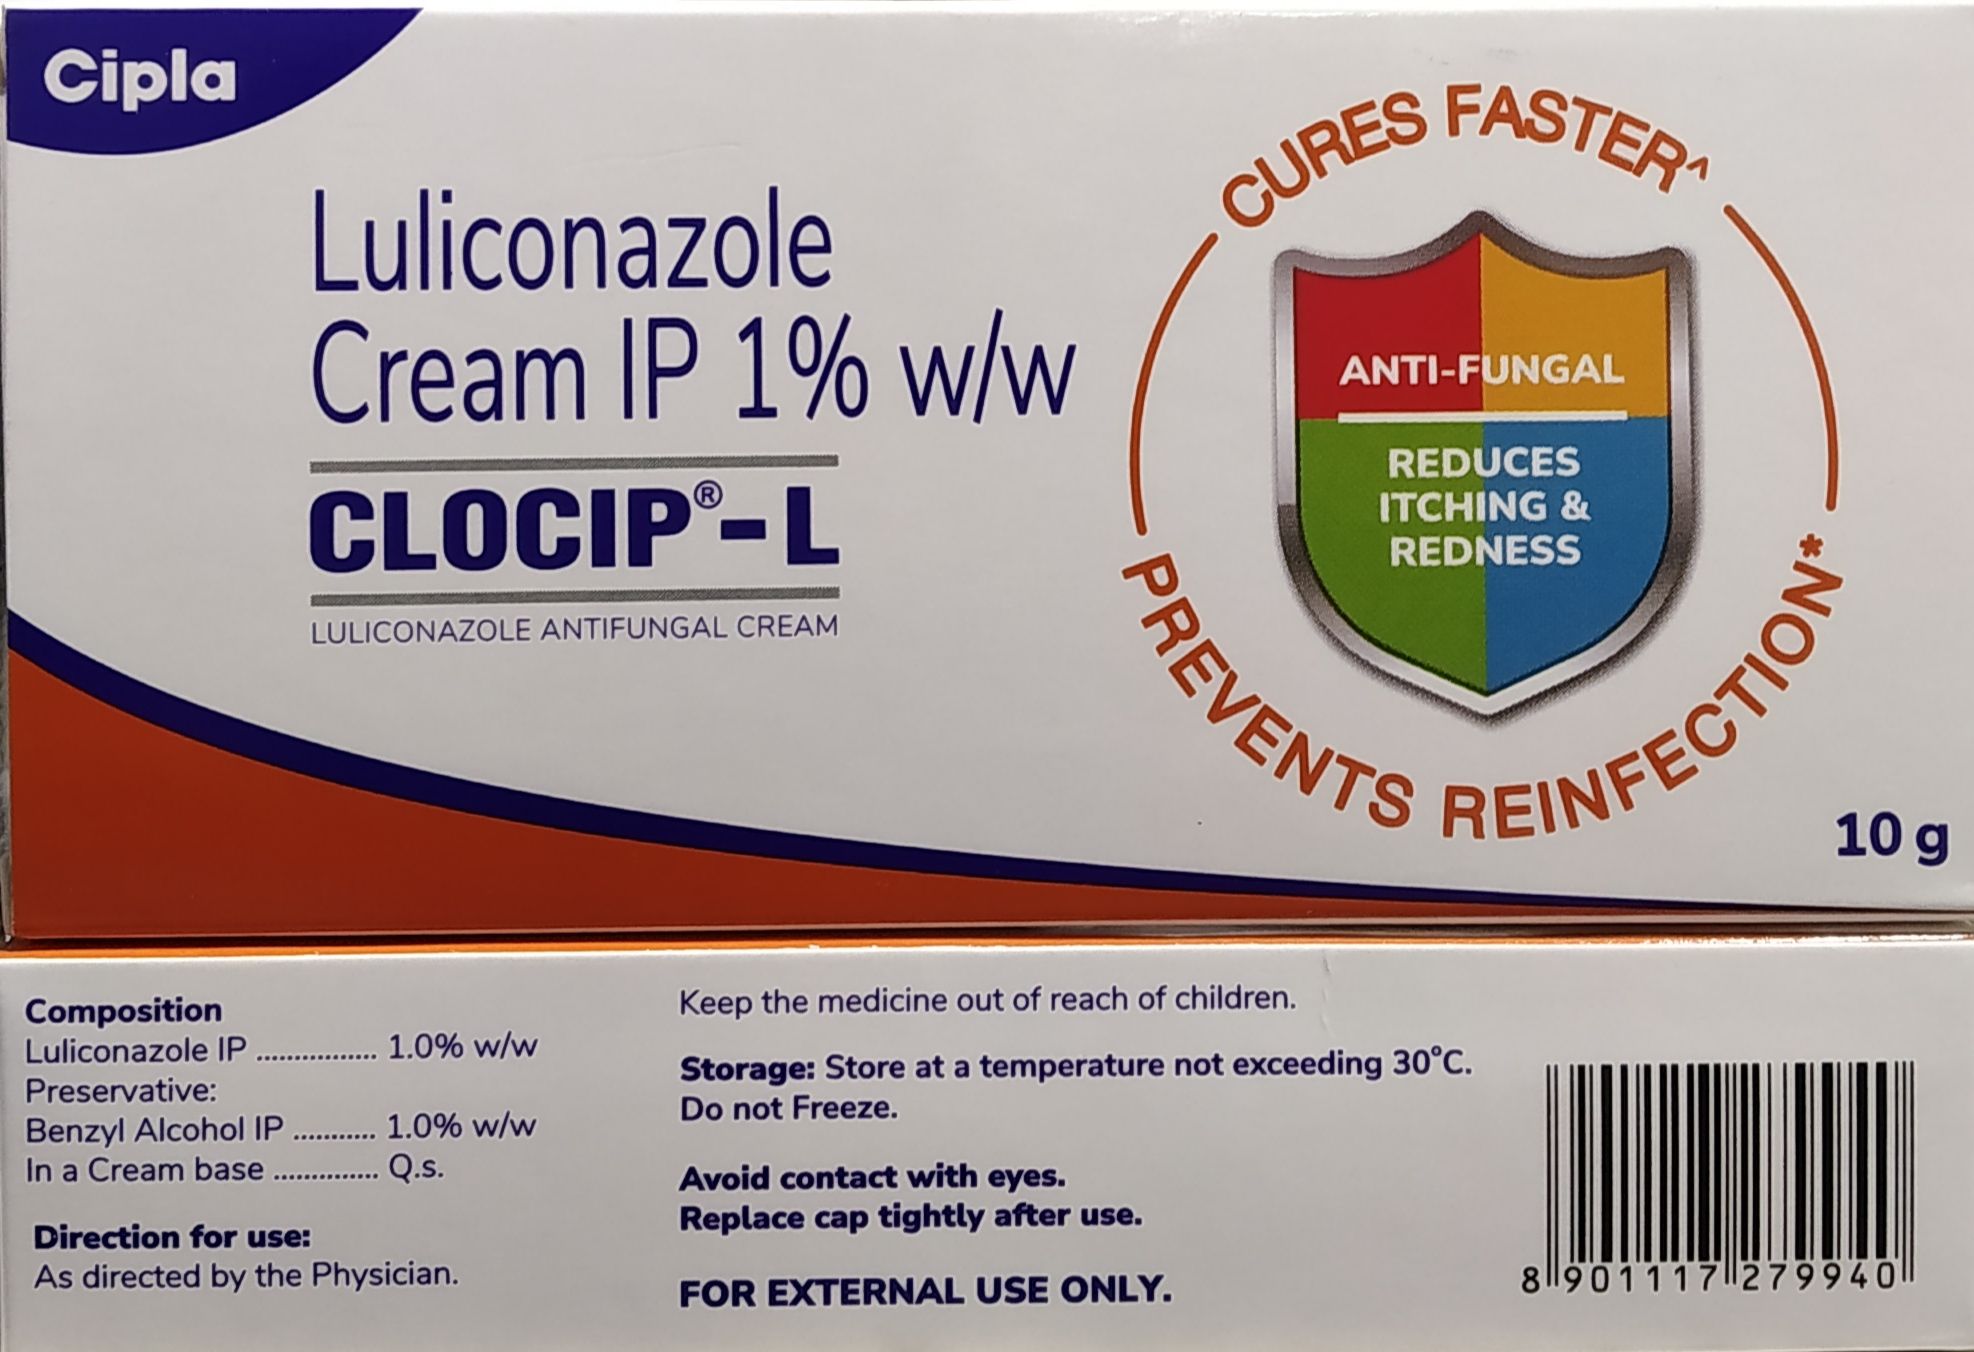 Cipla
Luliconazole
Cream IP 1% w/w
CLOCIP®-L
LULICONAZOLE ANTIFUNGAL CREAM
CURES FASTER^
ANTI-FUNGAL
REDUCES
ITCHING &
REDNESS
PREVENTS REINFECTION*
10 g
Composition
Luliconazole IP ................ 1.0% w/w
Preservative:
Benzyl Alcohol IP ........... 1.0% w/w
In a Cream base .............. Q.s.
Direction for use:
As directed by the Physician.
Keep the medicine out of reach of children.
Storage: Store at a temperature not exceeding 30°C.
Do not Freeze.
Avoid contact with eyes.
Replace cap tightly after use.
FOR EXTERNAL USE ONLY.
8 901117 279940